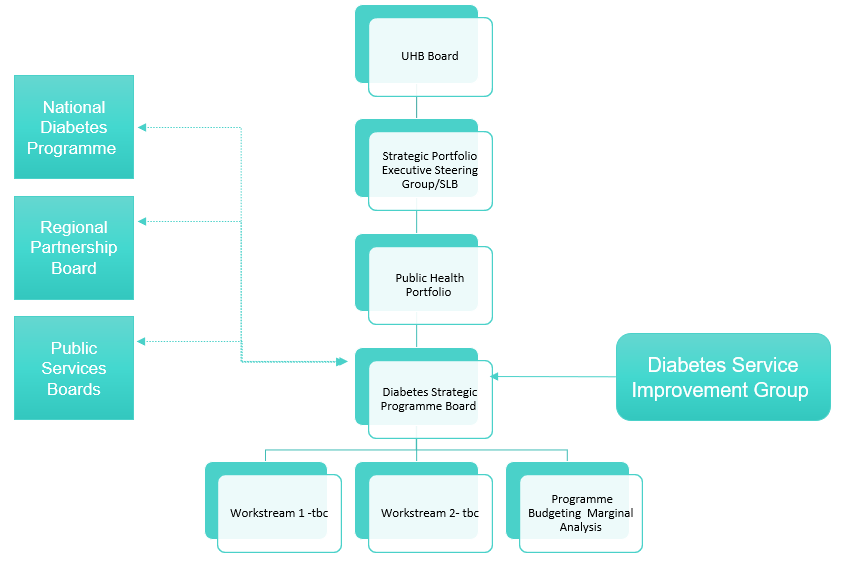 UHB Board
National
Diabetes
Programme
Strategic Portfolio
Executive Steering
Group/SLB
Regional
Partnership
Board
Public Health
Portfolio
Public
Services
Boards
Diabetes Service
Improvement Group
Diabetes Strategic
Programme Board
Workstream 1 -tbc
Workstream 2- tbc
Programme
Budgeting  Marginal
Analysis